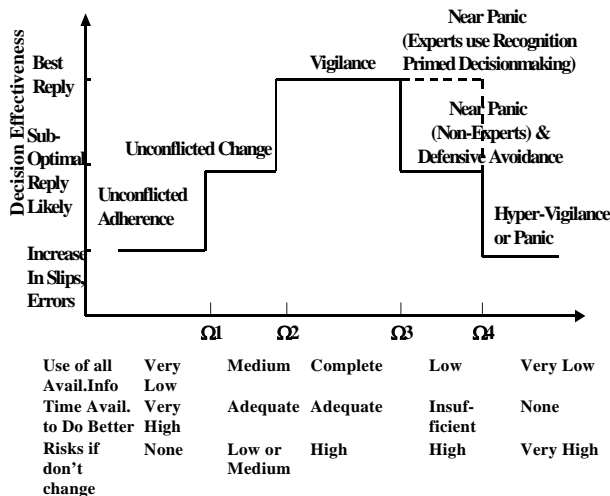 Near Panic
(Experts use Recognition
Primed Decisionmaking)
Vigilance
Decision Effectiveness
Best
Reply
Near Panic
(Non-Experts) &
Defensive Avoidance
Sub-
Optimal
Reply
Likely
Unconflicted Change
Unconflicted
Adherence
Hyper-Vigilance
or Panic
Increase
In Slips,
Errors
Ω1 Ω2 Ω3 Ω4
Use of all Very Medium Complete Low Very Low
Avail.Info Low
Time Avail. Very Adequate Adequate Insuf- None
to Do Better High ficient
Risks if None Low or High High Very High
don't Medium
change